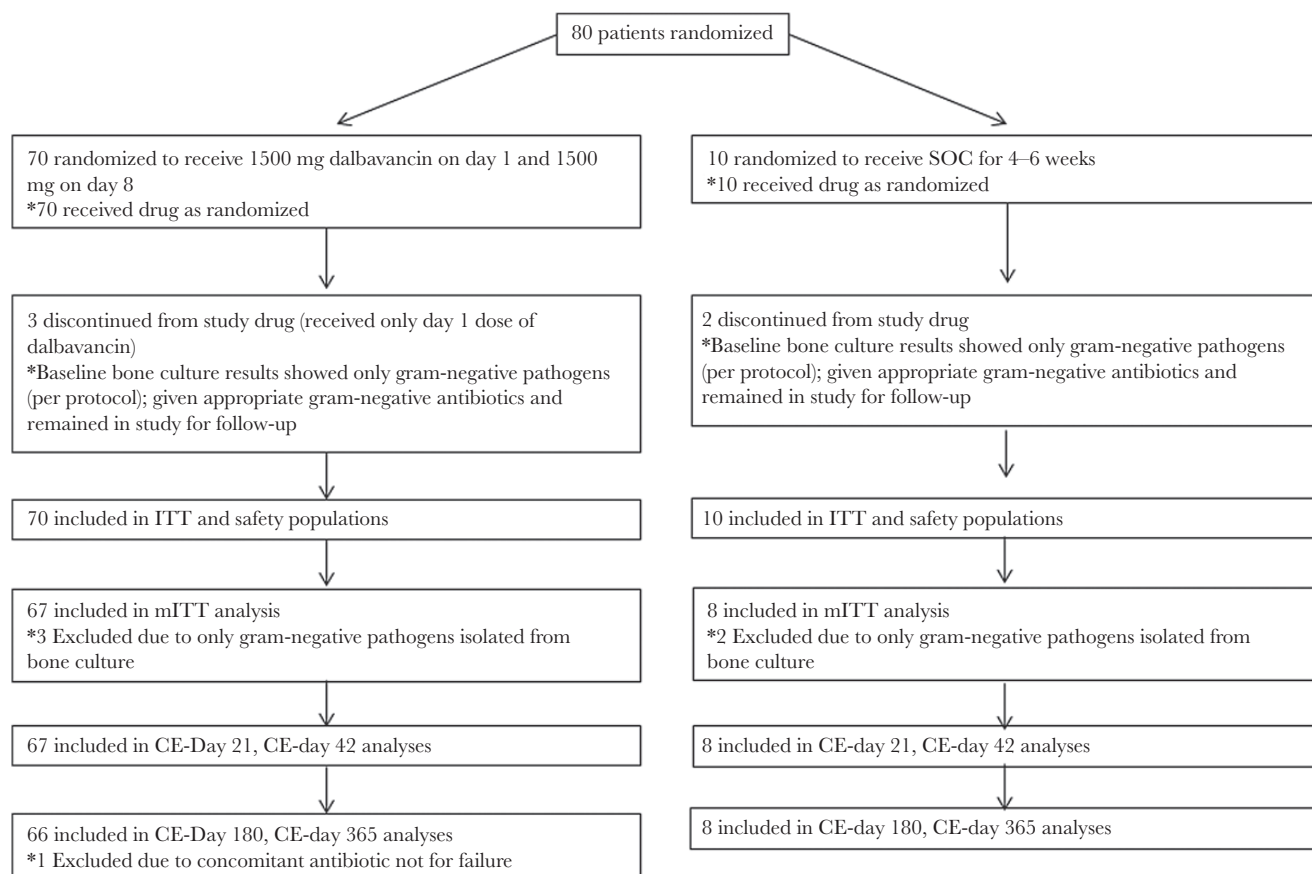 80 patients randomized
70 randomized to receive 1500 mg dalbavancin on day 1 and 1500
mg on day 8
*70 received drug as randomized
10 randomized to receive SOC for 4–6 weeks
*10 received drug as randomized
3 discontinued from study drug (received only day 1 dose of
dalbavancin)
*Baseline bone culture results showed only gram-negative pathogens
(per protocol); given appropriate gram-negative antibiotics and
remained in study for follow-up
2 discontinued from study drug
*Baseline bone culture results showed only gram-negative pathogens
(per protocol); given appropriate gram-negative antibiotics and
remained in study for follow-up
70 included in ITT and safety populations
10 included in ITT and safety populations
67 included in mITT analysis
*3 Excluded due to only gram-negative pathogens isolated from
bone culture
8 included in mITT analysis
*2 Excluded due to only gram-negative pathogens isolated from
bone culture
67 included in CE-Day 21, CE-day 42 analyses
8 included in CE-day 21, CE-day 42 analyses
66 included in CE-Day 180, CE-day 365 analyses
*1 Excluded due to concomitant antibiotic not for failure
8 included in CE-day 180, CE-day 365 analyses